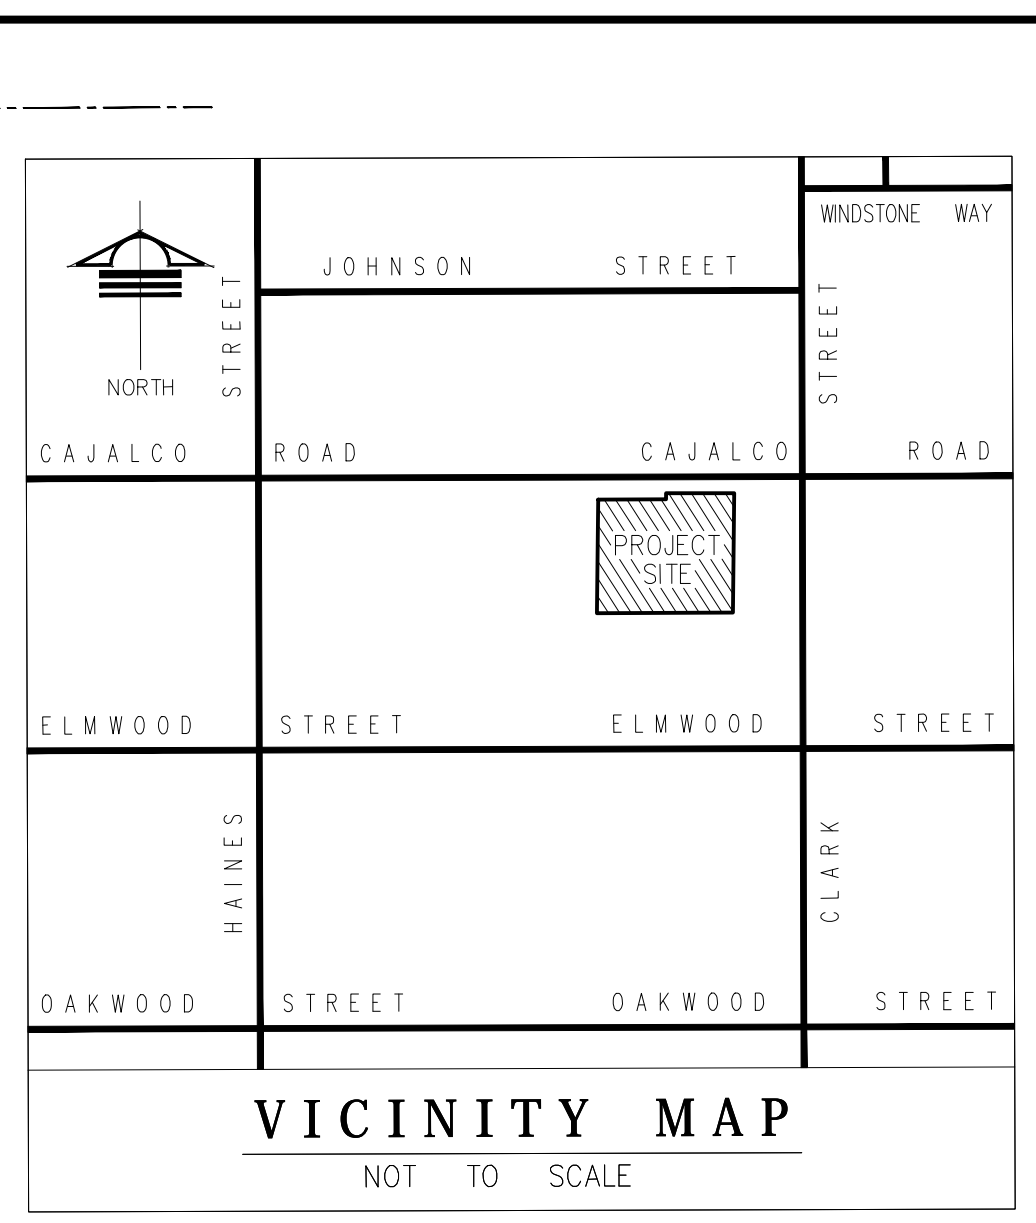 WINDSTONE WAY
JOHNSON STREET
STREET
STREET
NORTH
CAJALCO ROAD CAJALCO ROAD
PROJECT
SITE
ELMWOOD STREET ELMWOOD STREET
HAINES
CLARK
OAKWOOD STREET OAKWOOD STREET
VICINITY MAP
NOT TO SCALE